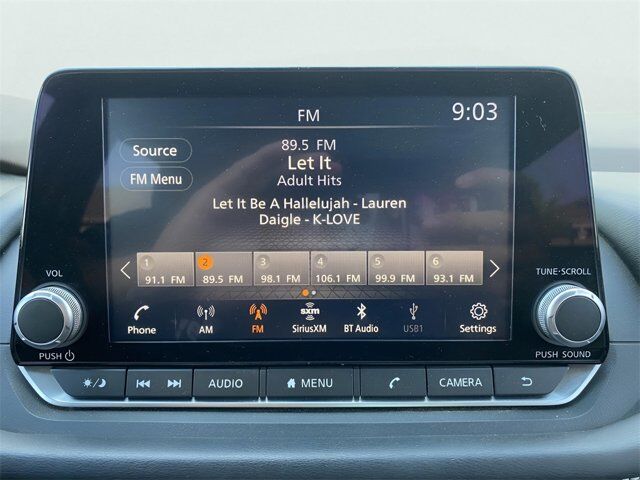 FM
9:03
Source
FM Menu
89.5 FM
Let It
Adult Hits
Let It Be A Hallelujah - Lauren
Daigle - K-LOVE
1 2 3 4 5 6
91.1 FM 89.5 FM 98.1 FM 106.1 FM 99.9 FM 93.1 FM
Phone AM FM SiriusXM BT Audio USB1 Settings
sxm
VOL
PUSH
TUNE·SCROLL
PUSH SOUND
AUDIO MENU CAMERA